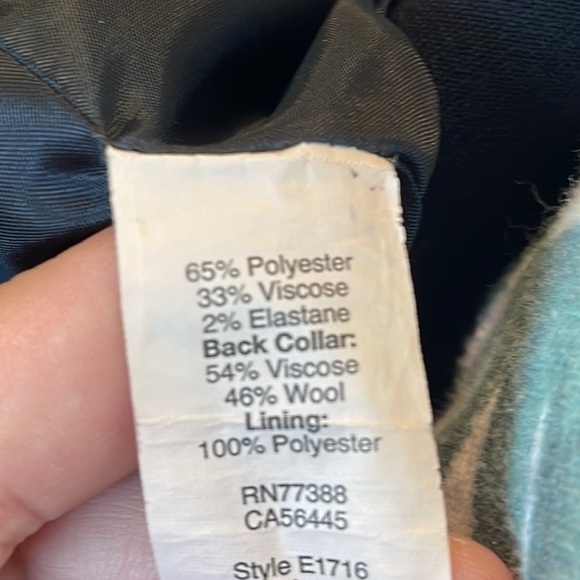 65% Polyester
33% Viscose
2% Elastane
Back Collar:
54% Viscose
46% Wool
Lining:
100% Polyester
RN77388
CA56445
Style E1716